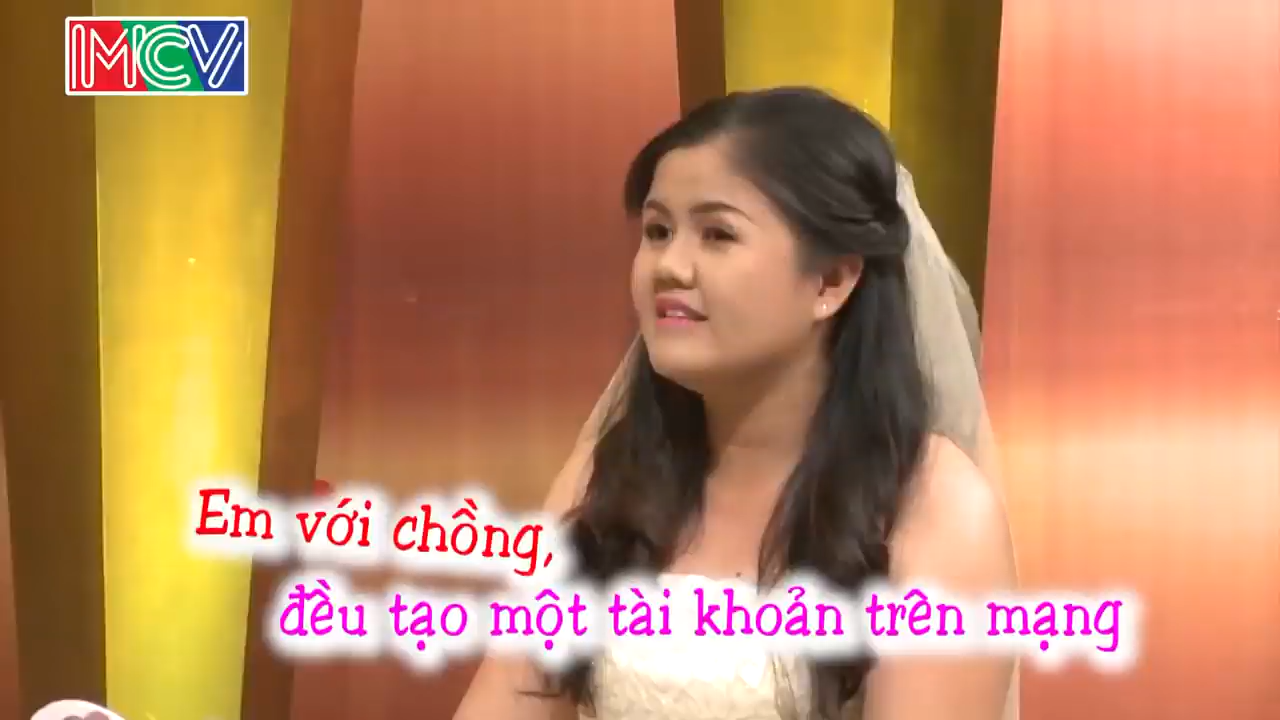 MCV
Em với chồng,
đều tạo một tài khoản trên mạng